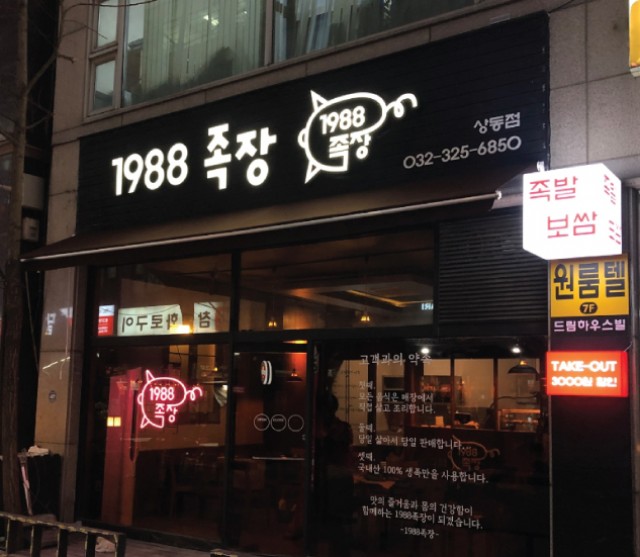 1988 족장
1988
족장
상동점
032-325-6850
족발
보쌈
원룸텔
7F
드림하우스빌
TAKE-OUT
3000원 할인
참 화로구이
1988
족장
고객과의 약속
첫째,
모든 음식은 매장에서
직접 삶고 조리합니다.
둘째,
당일 삶아서 당일 판매합니다.
셋째,
국내산 100% 생족만을 사용합니다.
맛의 즐거움과 몸의 건강함이
함께하는 1988족장이 되겠습니다.
-1988족장-